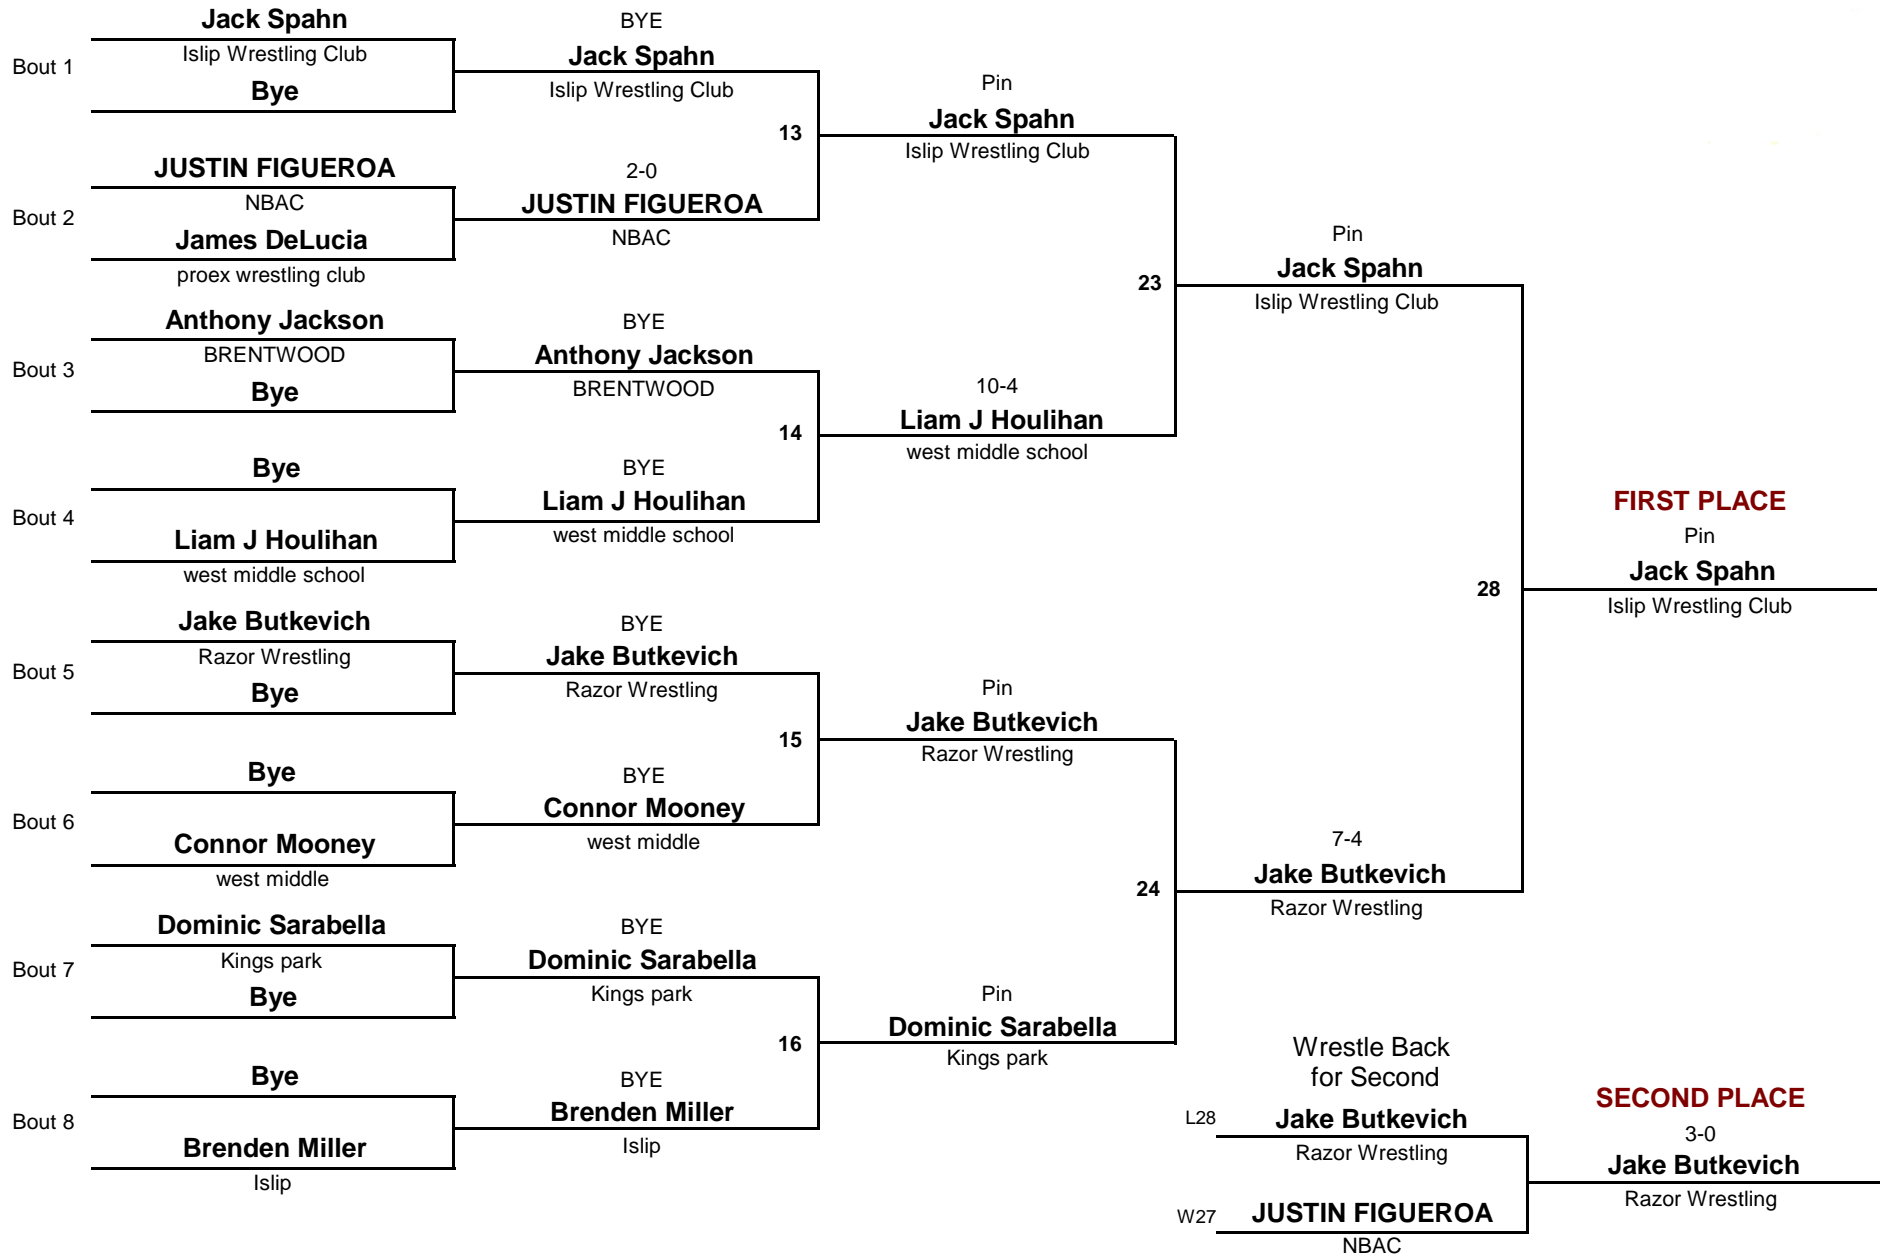 Jack Spahn
Islip Wrestling Club
Bout 1
Bye
JUSTIN FIGUEROA
NBAC
Bout 2
James DeLucia
proex wrestling club
Anthony Jackson
BRENTWOOD
Bout 3
Bye
Bye
Bout 4
Liam J Houlihan
west middle school
Jake Butkevich
Razor Wrestling
Bout 5
Bye
Bye
Bout 6
Connor Mooney
west middle
Dominic Sarabella
Kings park
Bout 7
Bye
Bye
Bout 8
Brenden Miller
Islip
BYE
Jack Spahn
Islip Wrestling Club
13
2-0
JUSTIN FIGUEROA
NBAC
BYE
Anthony Jackson
BRENTWOOD
14
BYE
Liam J Houlihan
west middle school
BYE
Jake Butkevich
Razor Wrestling
15
BYE
Connor Mooney
west middle
BYE
Dominic Sarabella
Kings park
16
BYE
Brenden Miller
Islip
Pin
Jack Spahn
Islip Wrestling Club
23
10-4
Liam J Houlihan
west middle school
Pin
Jake Butkevich
Razor Wrestling
24
Pin
Dominic Sarabella
Kings park
Pin
Jack Spahn
Islip Wrestling Club
28
7-4
Jake Butkevich
Razor Wrestling
FIRST PLACE
Pin
Jack Spahn
Islip Wrestling Club
Wrestle Back
for Second
L28
Jake Butkevich
Razor Wrestling
W27
JUSTIN FIGUEROA
NBAC
SECOND PLACE
3-0
Jake Butkevich
Razor Wrestling